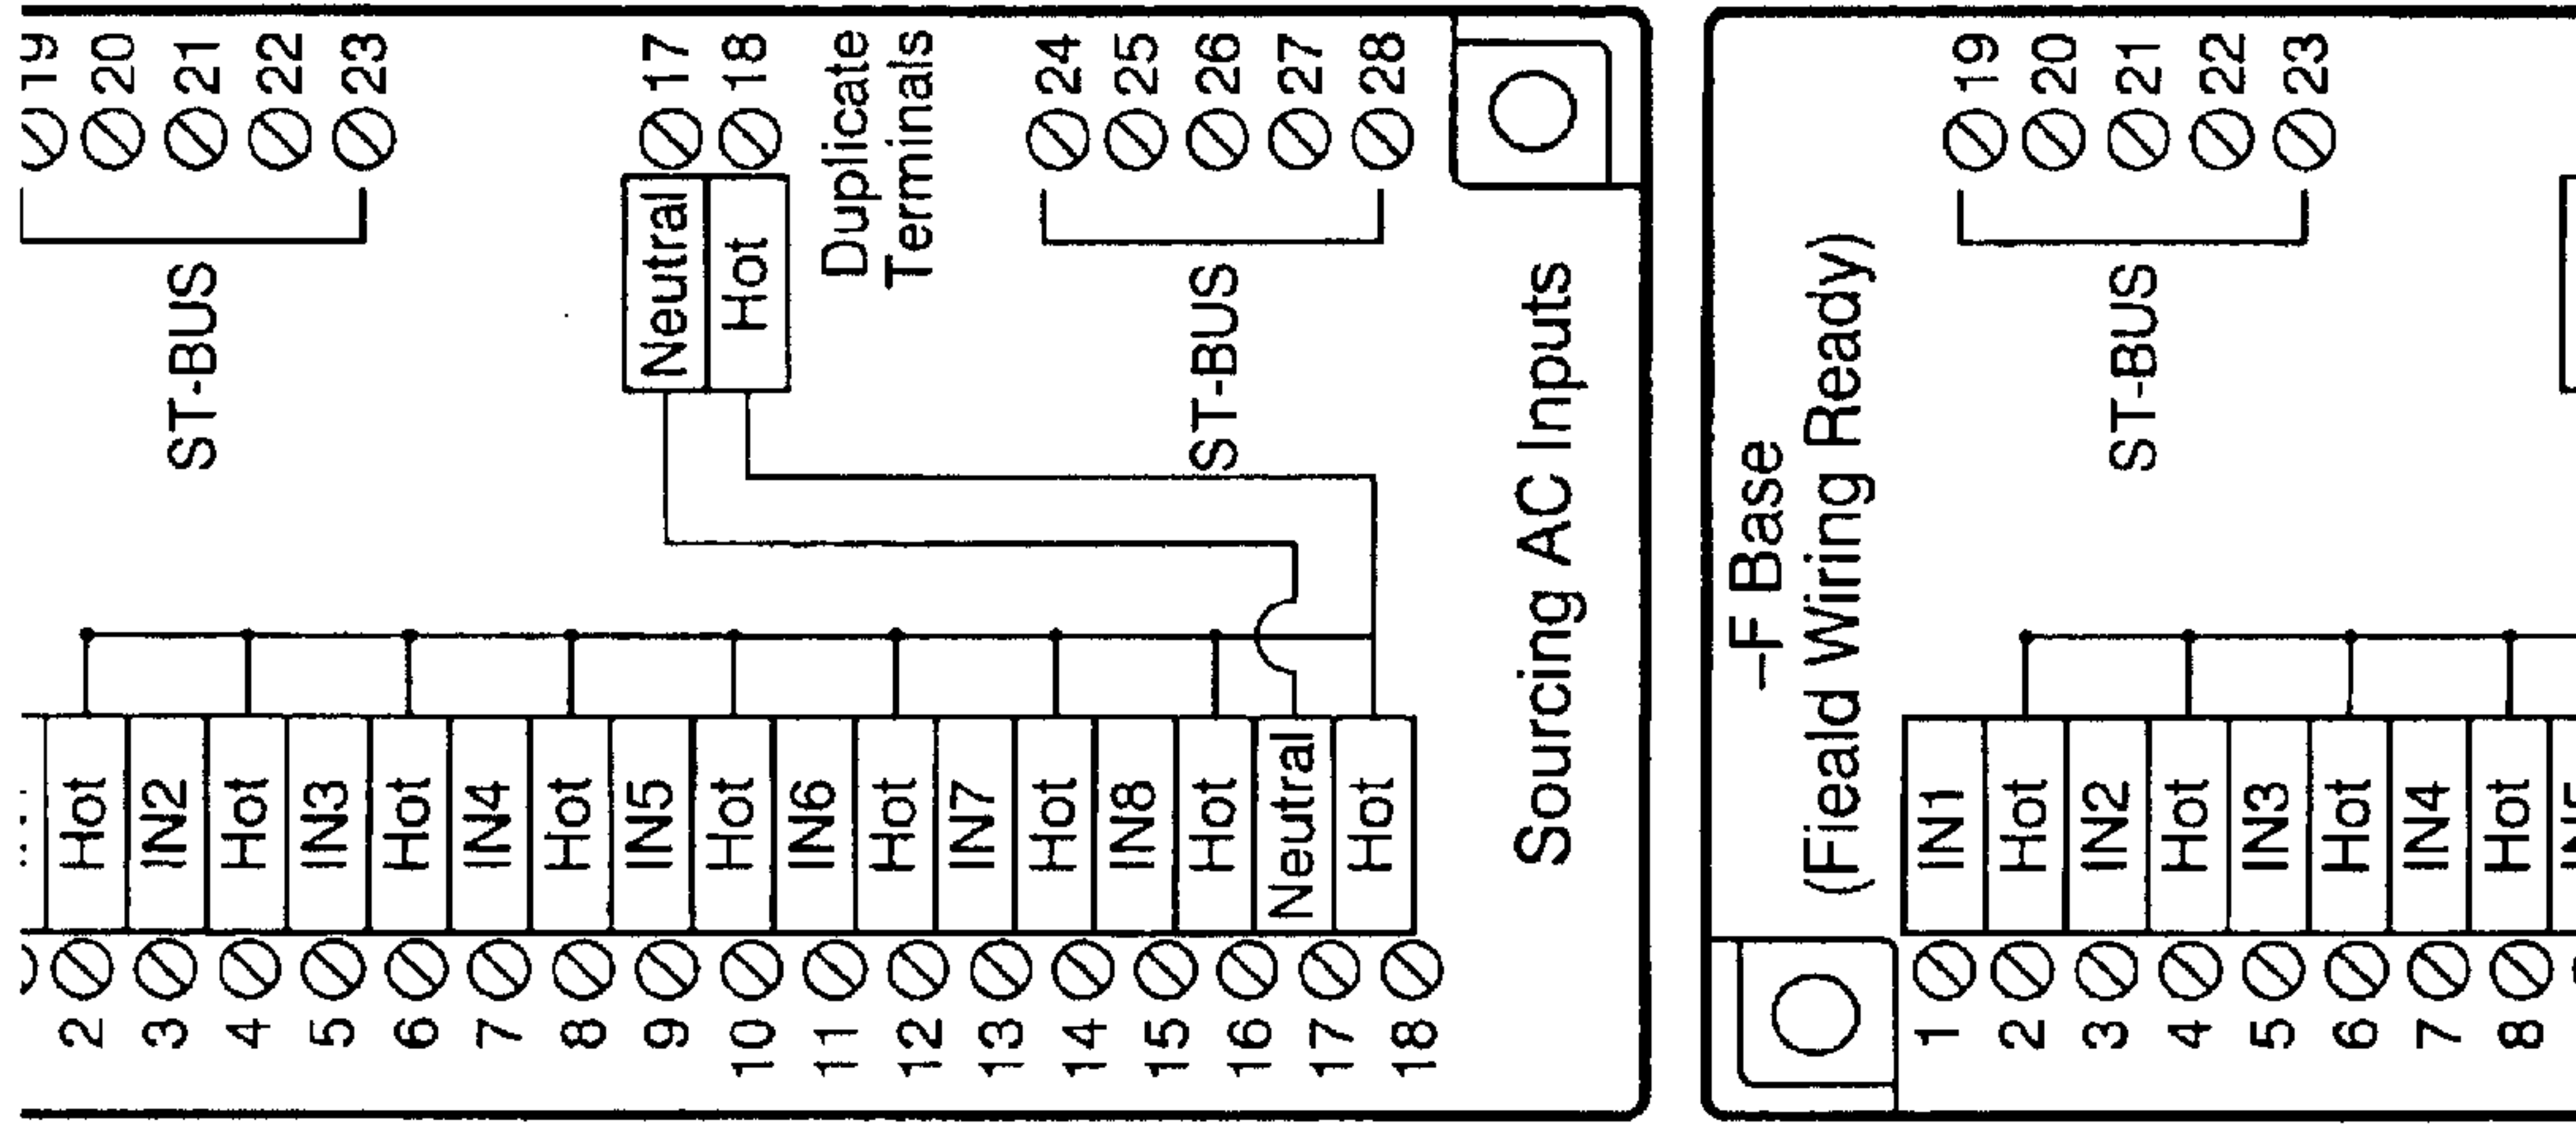 19
20
21
22
23
ST-BUS
17
18
Neutral
Hot
Duplicate
Terminals
24
25
26
27
28
ST-BUS
Hot
IN2
Hot
IN3
Hot
IN4
Hot
IN5
Hot
IN6
Hot
IN7
Hot
IN8
Hot
Neutral
Hot
2
3
4
5
6
7
8
9
10
11
12
13
14
15
16
17
18
Sourcing AC Inputs
–F Base
(Fieald Wiring Ready)
19
20
21
22
23
ST-BUS
IN1
Hot
IN2
Hot
IN3
Hot
IN4
Hot
1
2
3
4
5
6
7
8